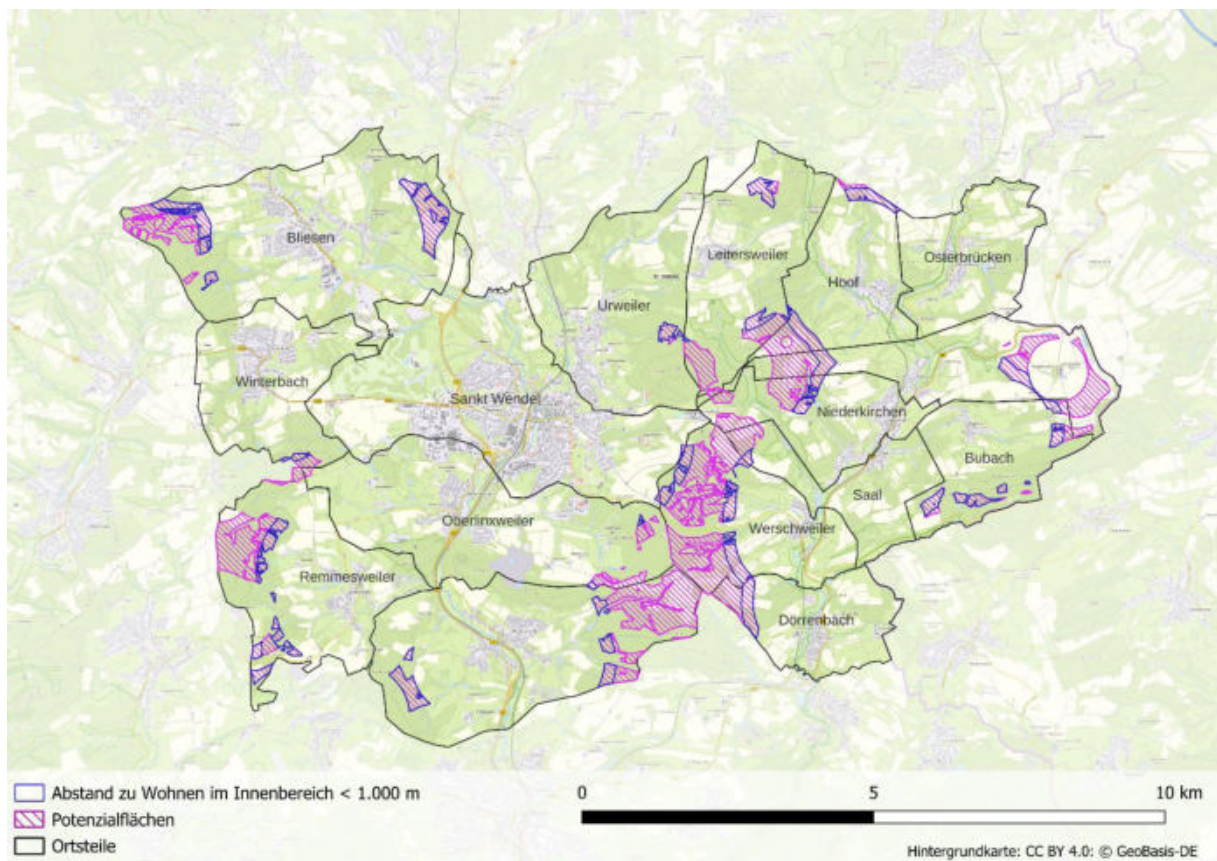 Bliesen
Leitersweiler
Osterbrücken
Hoof
Urweiler
Winterbach
Sankt Wendel
Niederkirchen
Bubach
Saal
Oberlinxweiler
Werschweiler
Remmesweiler
Dörrenbach
Abstand zu Wohnen im Innenbereich < 1.000 m
Potenzialflächen
Ortsteile
0 5 10 km
Hintergrundkarte: CC BY 4.0: © GeoBasis-DE